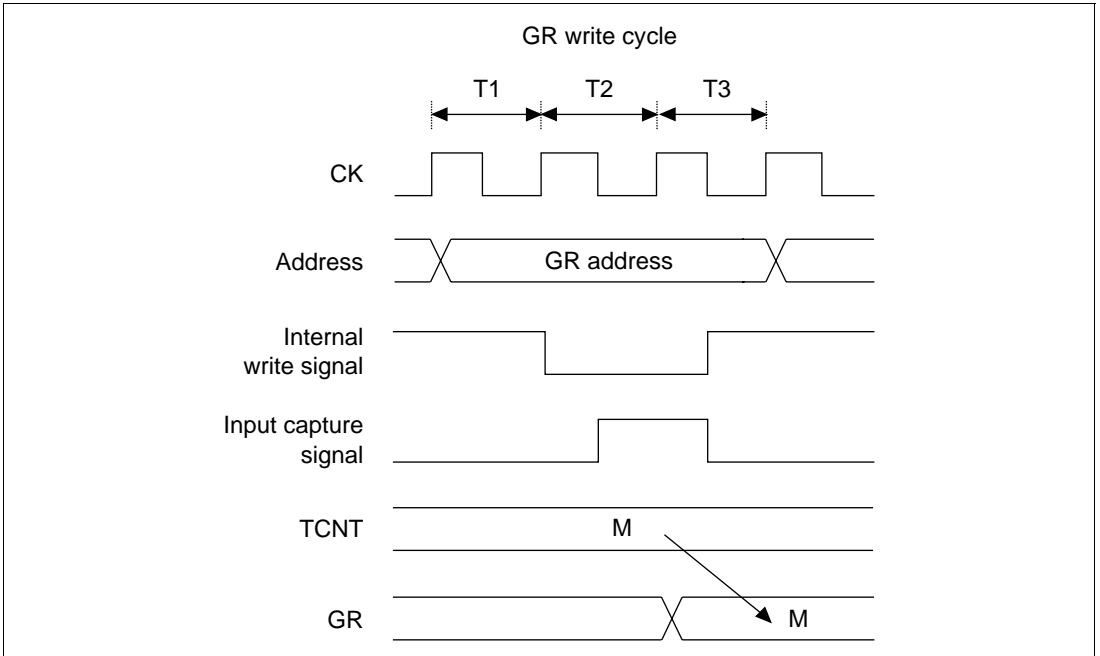 GR write cycle
T1 T2 T3
CK
Address GR address
Internal
write signal
Input capture
signal
TCNT M
GR M